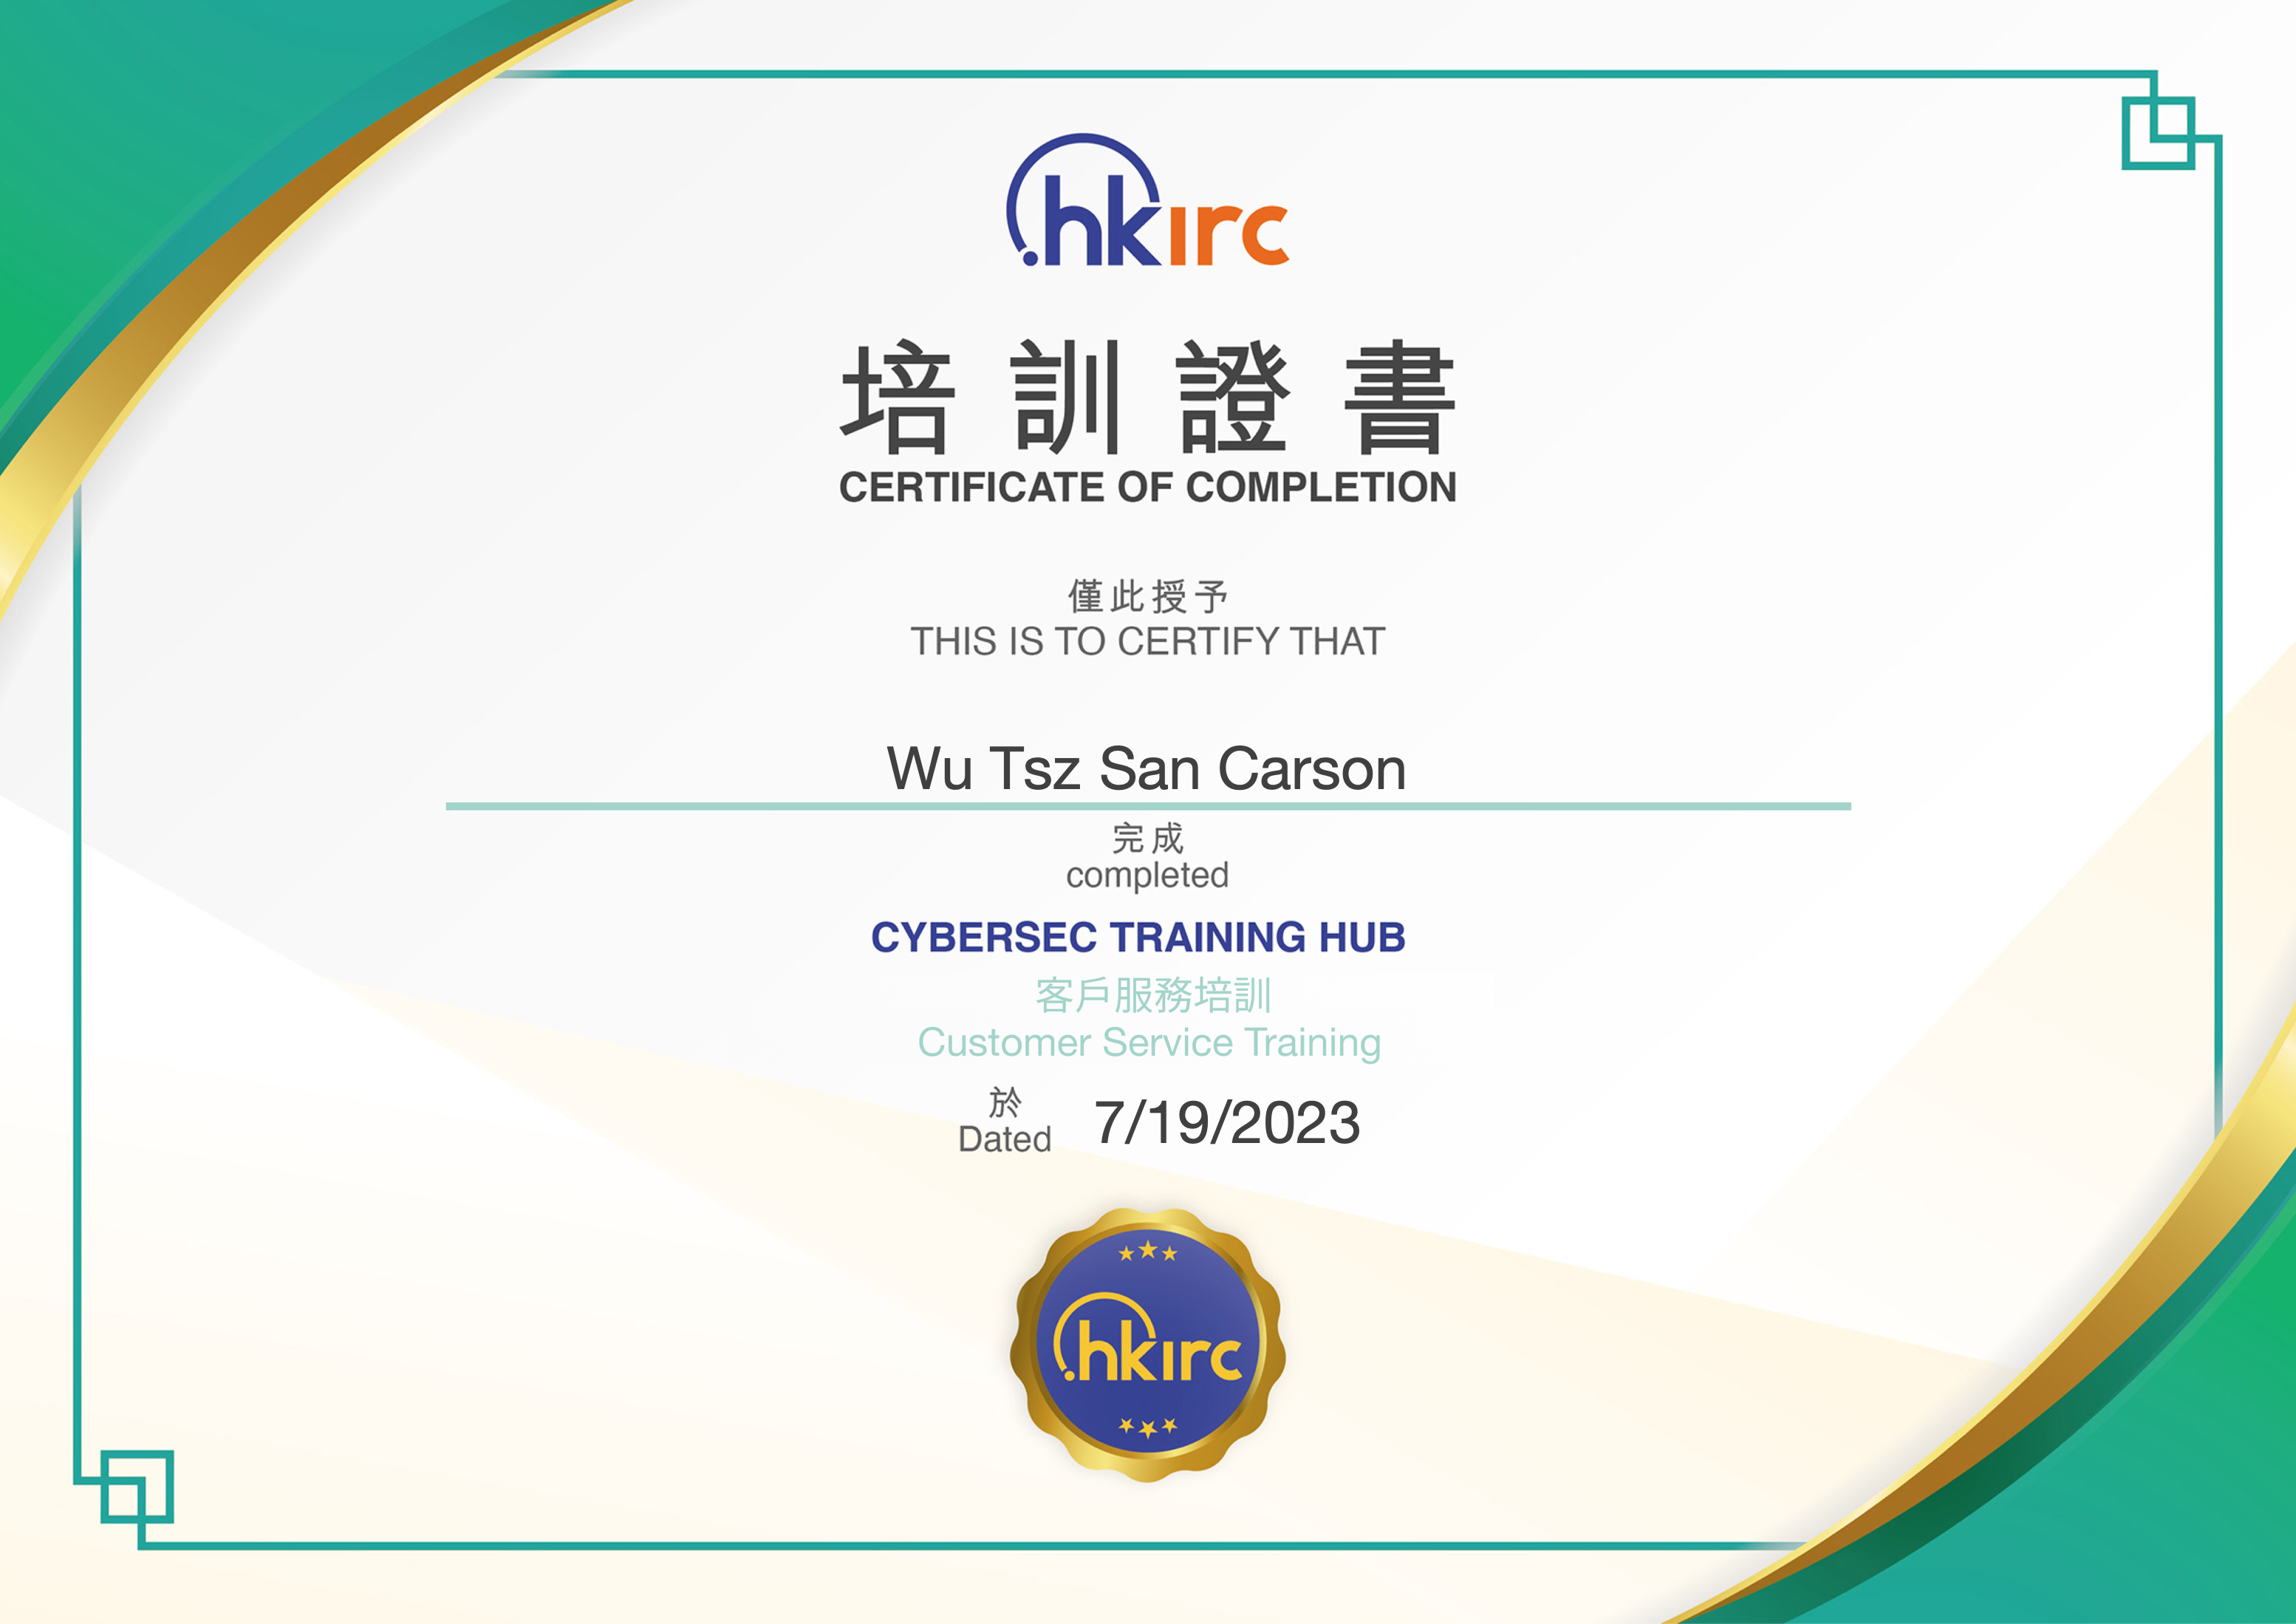 .hkirc
培訓證書
CERTIFICATE OF COMPLETION
僅此授予
THIS IS TO CERTIFY THAT
Wu Tsz San Carson
完成
completed
CYBERSEC TRAINING HUB
客戶服務培訓
Customer Service Training
於
Dated 7/19/2023
.hkirc